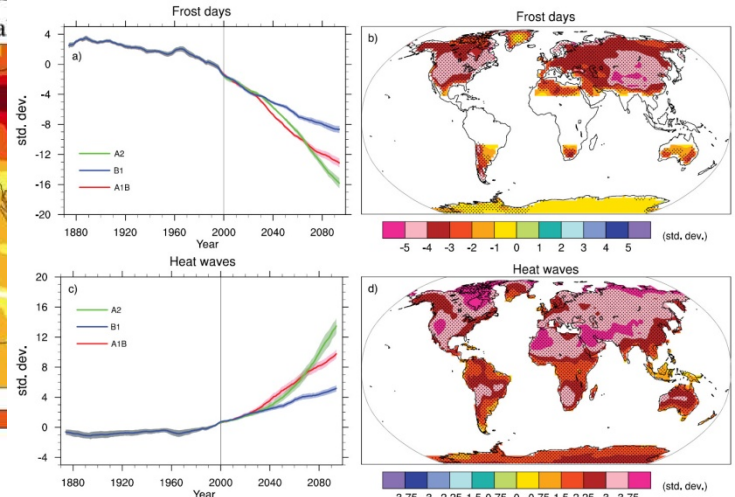 a
Frost days
4
0
-4
-8
-12
-16
-20
std. dev.
a)
A2
B1
A1B
1880 1920 1960 2000 2040 2080
Year
Frost days
b)
-5 -4 -3 -2 -1 0 1 2 3 4 5
(std. dev.)
Heat waves
20
16
12
8
4
0
-4
std. dev.
c)
A2
B1
A1B
1880 1920 1960 2000 2040 2080
Year
Heat waves
d)
(std. dev.)